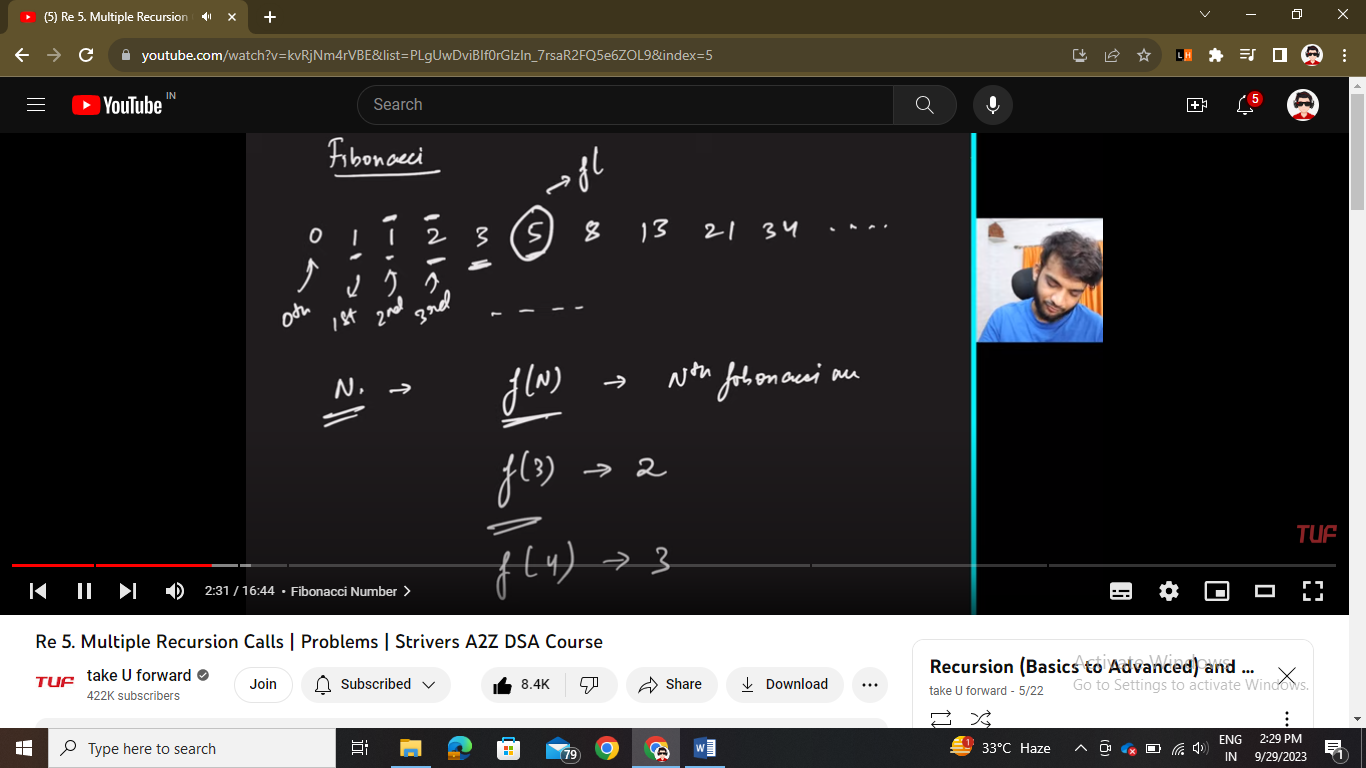 (5) Re 5. Multiple Recursion
youtube.com/watch?v=kvRjNm4rVBE&list=PLgUwDviBIf0rGlzIn_7rsaR2FQ5e6ZOL9&index=5
YouTube IN
Search
5
Fibonacci
f(
0 1 1 2 3 5 8 13 21 34 ....
0th 1st 2nd 3rd - - - -
N. → f(N) → Nth fibonacci
f(3) → 2
f(4) → 3
TUF
2:31 / 16:44 • Fibonacci Number
Re 5. Multiple Recursion Calls | Problems | Strivers A2Z DSA Course
TUF take U forward
422K subscribers
Join
Subscribed
8.4K
Share
Download
Recursion (Basics to Advanced) and ...
take U forward - 5/22
Activate Windows
Go to Settings to activate Windows.
Type here to search
79
1
33°C Haze
ENG
IN
2:29 PM
9/29/2023
1